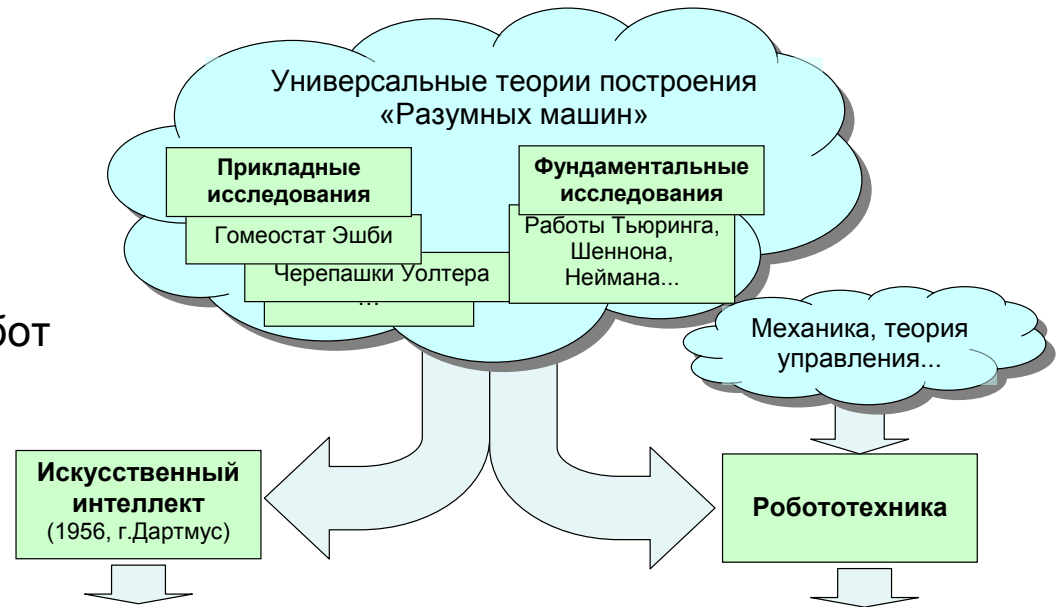 Универсальные теории построения
«Разумных машин»
Прикладные
исследования
Гомеостат Эшби
Черепашки Уолтера
...
Фундаментальные
исследования
Работы Тьюринга,
Шеннона,
Неймана...
бот
Механика, теория
управления...
Искусственный
интеллект
(1956, г.Дартмус)
Робототехника